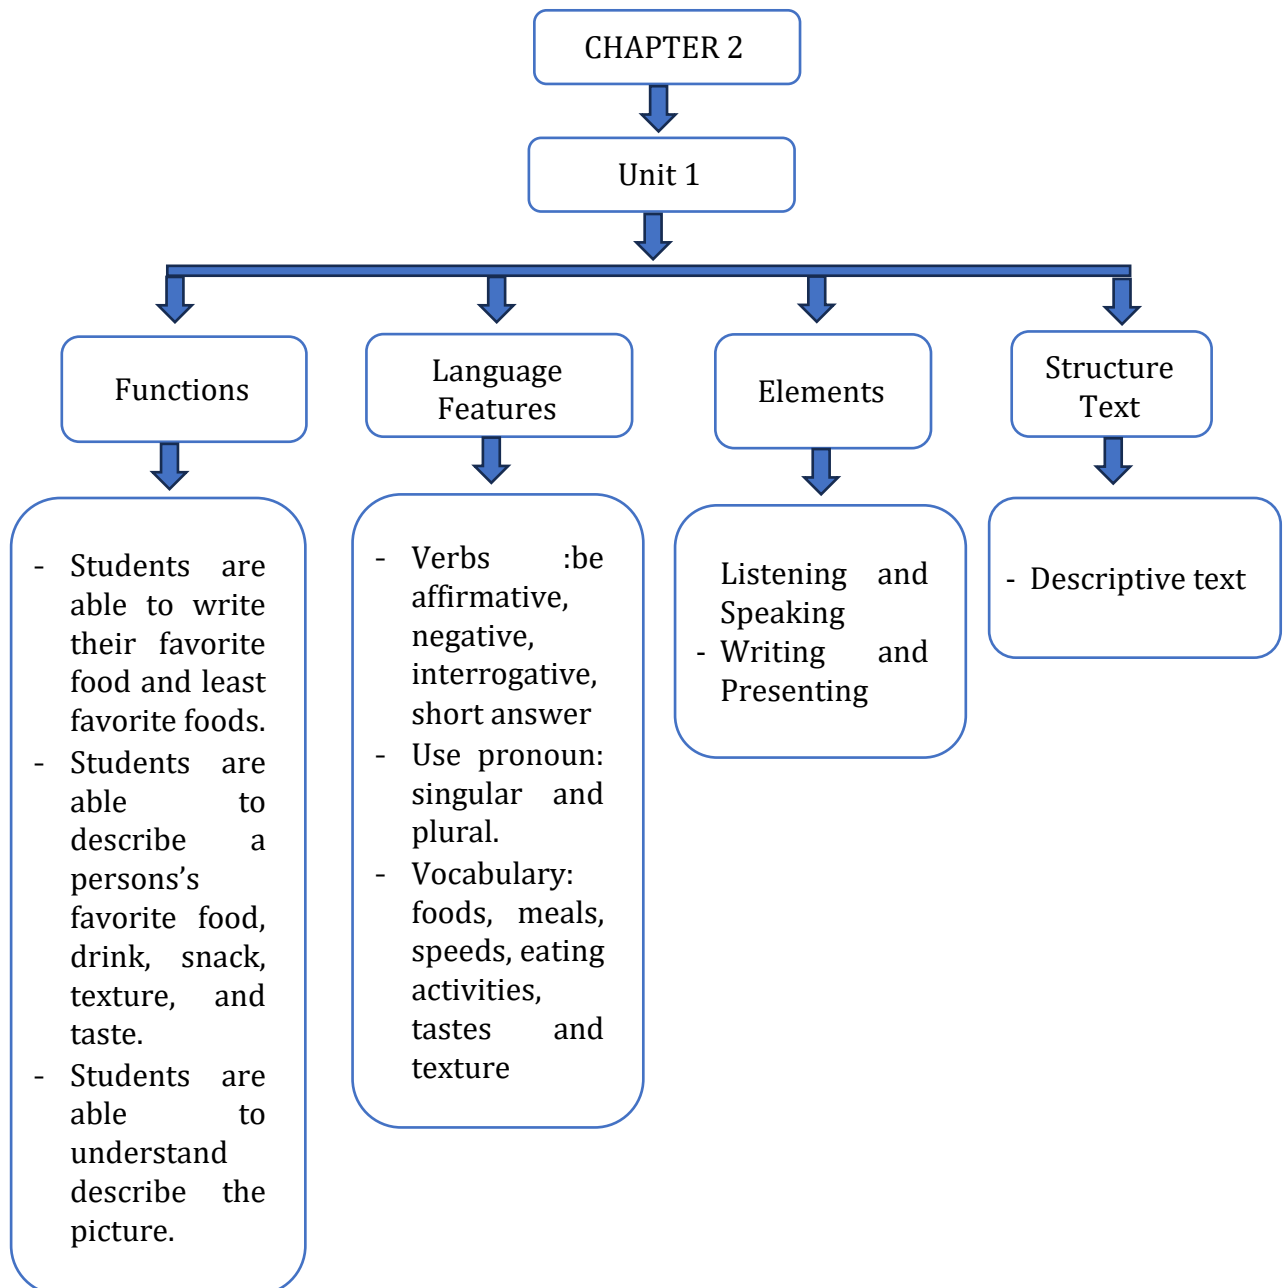 CHAPTER 2
Unit 1
Functions
Language
Features
Elements
Structure
Text
- Students are
able to write
their favorite
food and least
favorite foods.
- Students are
able to
describe a
persons's
favorite food,
drink, snack,
texture, and
taste.
- Students are
able to
understand
describe the
picture.
- Verbs :be
affirmative,
negative,
interrogative,
short answer
- Use pronoun:
singular and
plural.
- Vocabulary:
foods, meals,
speeds, eating
activities,
tastes and
texture
Listening and
Speaking
- Writing and
Presenting
- Descriptive text